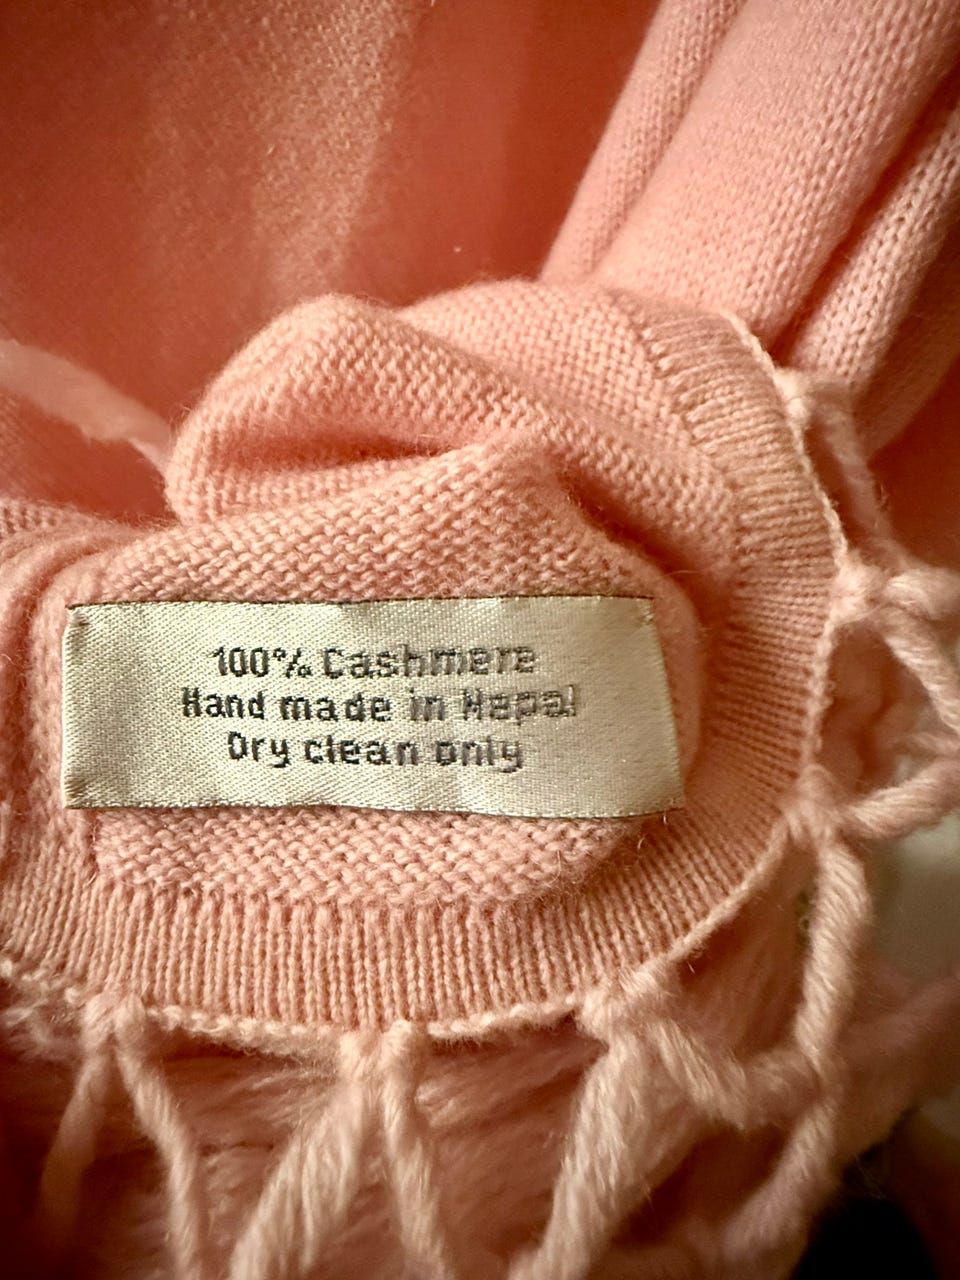 100% Cashmere
Hand made in Nepal
Dry clean only